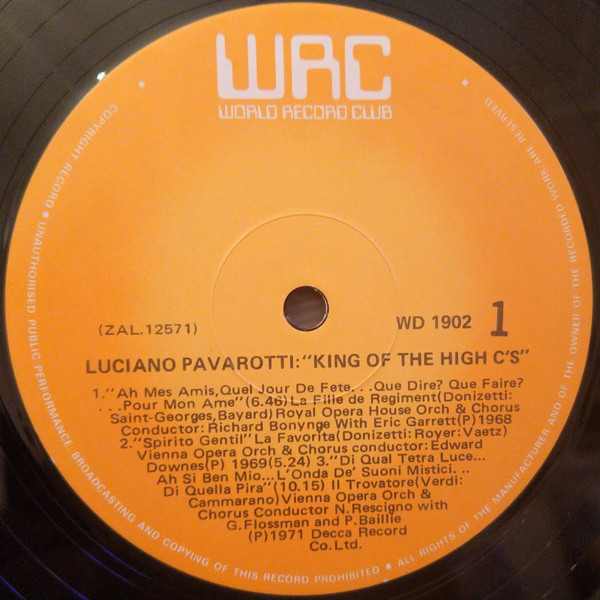 WRC
WORLD RECORD CLUB
(ZAL.12571)
WD 1902 1
LUCIANO PAVAROTTI:"KING OF THE HIGH C'S"
1."Ah Mes Amis,Quel Jour De Fete. . .Que Dire? Que Faire?
. . .Pour Mon Ame"(6.46)La Fille de Regiment(Donizetti:
Saint-Georges,Bayard)Royal Opera House Orch & Chorus
Conductor: Richard Bonynge With Eric Garrett(P)1968
2."Spirito Gentil"La Favorita(Donizetti: Royer:Vaetz)
Vienna Opera Orch & Chorus conductor: Edward
Downes(P) 1969(5.24) 3."Di Qual Tetra Luce...
Ah Si Ben Mio...L'Onda De' Suoni Mistici. ..
Di Quella Pira"(10.15) Il Trovatore(Verdi:
Cammarano)Vienna Opera Orch &
Chorus Conductor N.Rescigno with
G.Flossman and P.Baillie
(P)1971 Decca Record
Co.Ltd.
COPYRIGHT RECORD • UNAUTHORISED PUBLIC PERFORMANCE, BROADCASTING AND COPYING OF THIS RECORD PROHIBITED • ALL RIGHTS OF THE MANUFACTURER AND OF THE OWNER OF THE RECORDED WORK ARE RESERVED